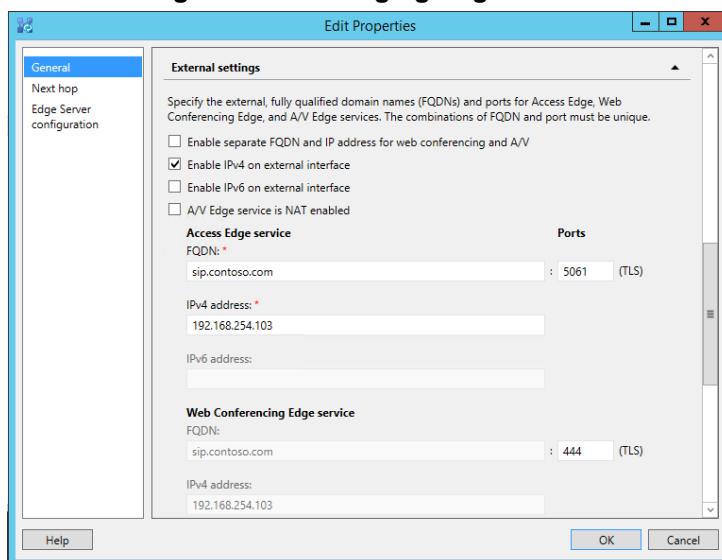 Edit Properties
General
Next hop
Edge Server
configuration
External settings
Specify the external, fully qualified domain names (FQDNs) and ports for Access Edge, Web
Conferencing Edge, and A/V Edge services. The combinations of FQDN and port must be unique.
Enable separate FQDN and IP address for web conferencing and A/V
Enable IPv4 on external interface
Enable IPv6 on external interface
A/V Edge service is NAT enabled
Access Edge service Ports
FQDN: *
sip.contoso.com : 5061 (TLS)
IPv4 address: *
192.168.254.103
IPv6 address:
Web Conferencing Edge service
FQDN:
sip.contoso.com : 444 (TLS)
IPv4 address:
192.168.254.103
Help OK Cancel